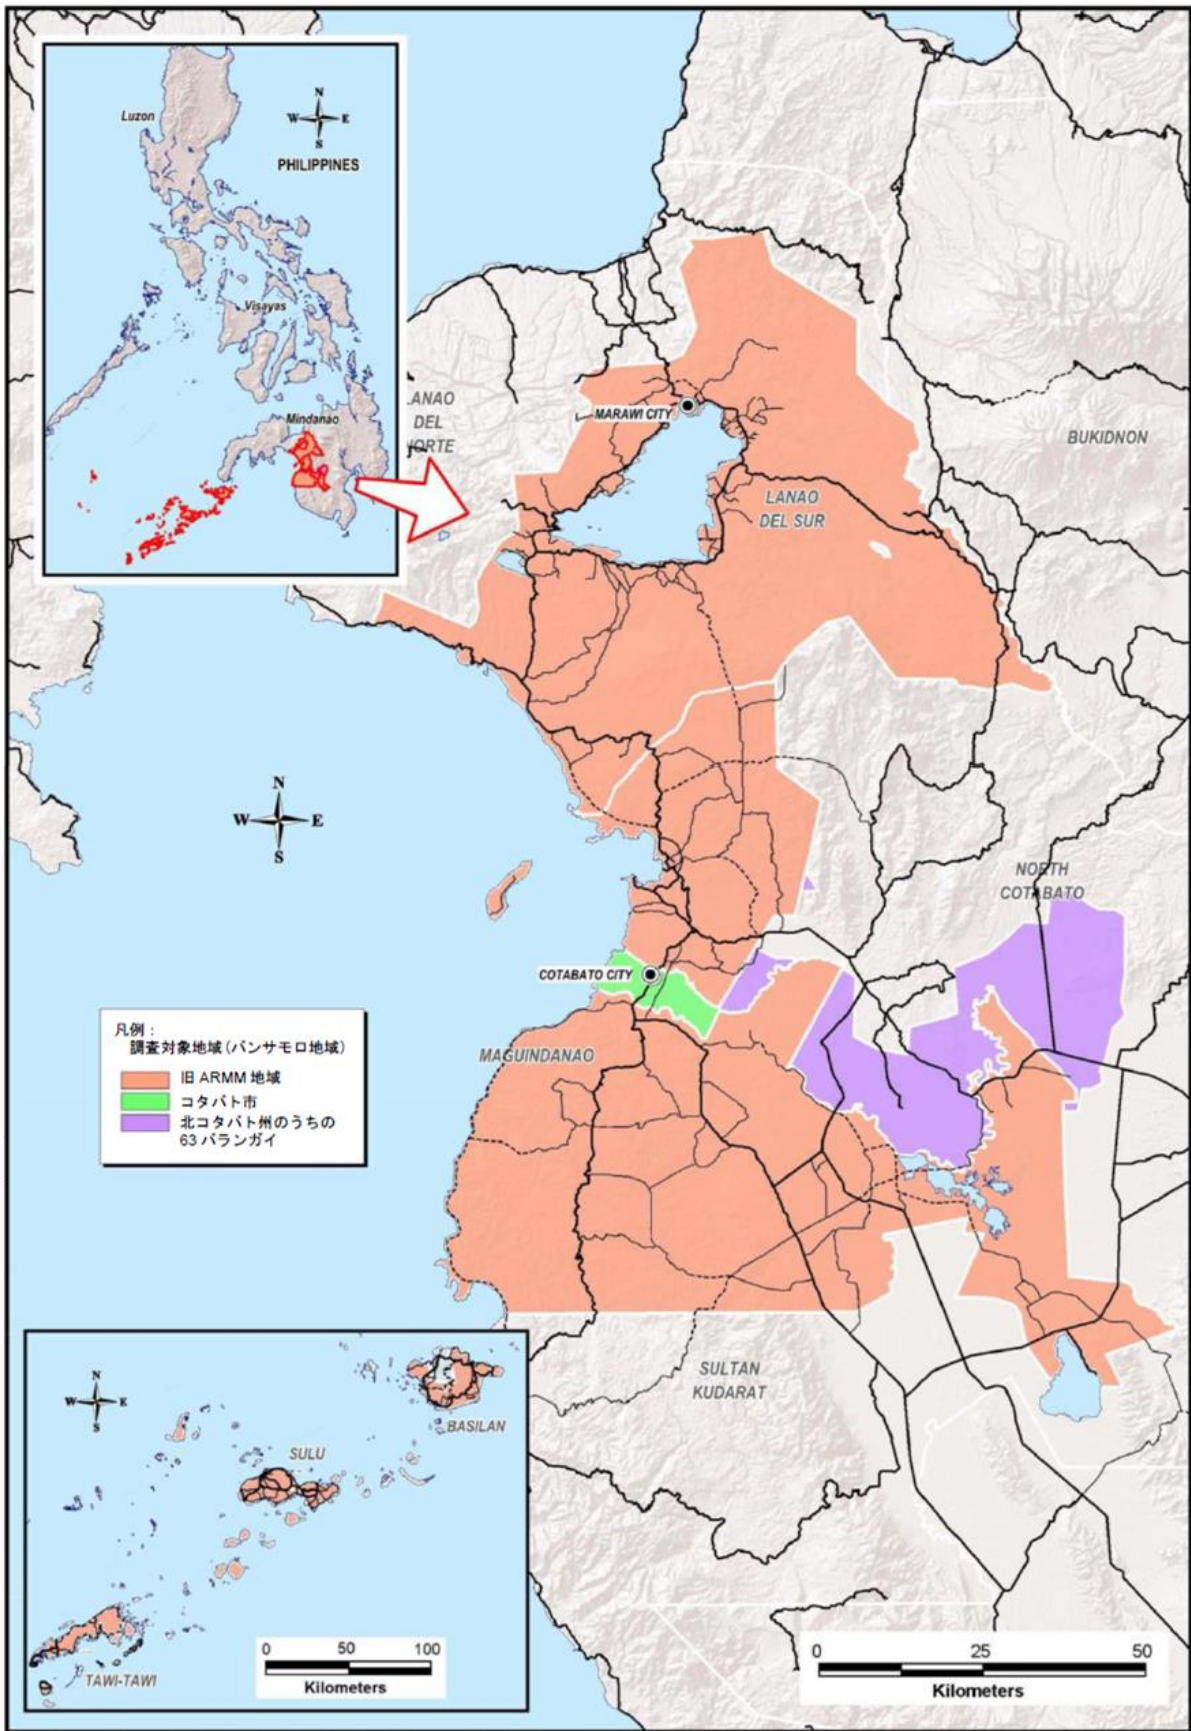 N
W E
S
PHILIPPINES
Luzon
Visayas
Mindanao
LANAO
DEL
NORTE
MARAWI CITY
BUKIDNON
LANAO
DEL SUR
N
W E
S
NORTH
COTABATO
COTABATO CITY
MAGUINDANAO
凡例：
調査対象地域（バンサモロ地域）
旧 ARMM 地域
コタバト市
北コタバト州のうちの
63 バランガイ
SULTAN
KUDARAT
N
W E
S
BASILAN
SULU
TAWI-TAWI
0 50 100
Kilometers
0 25 50
Kilometers